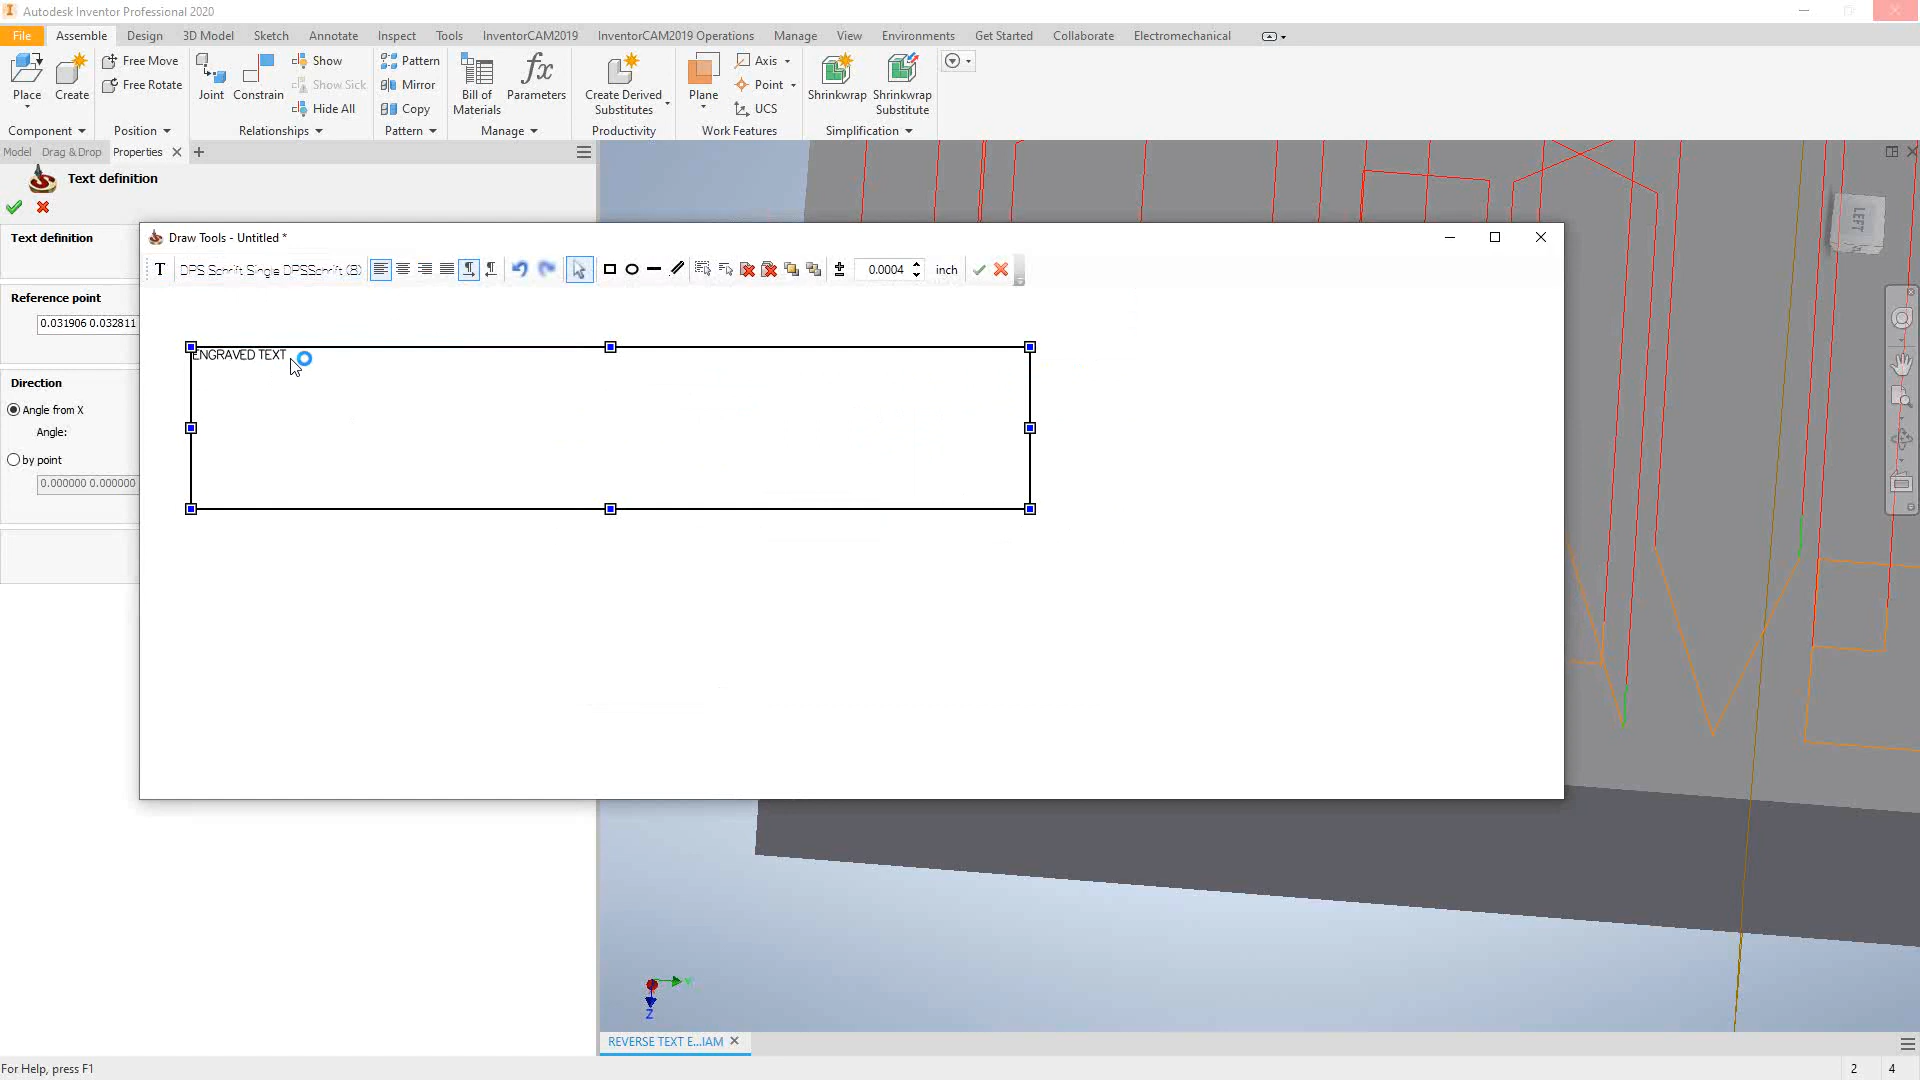 Autodesk Inventor Professional 2020
File Assemble Design 3D Model Sketch Annotate Inspect Tools InventorCAM2019 InventorCAM2019 Operations Manage View Environments Get Started Collaborate Electromechanical
Place
Create
Free Move
Free Rotate
Component
Position
Joint
Constrain
Show
Show Sick
Hide All
Relationships
Pattern
Mirror
Copy
Pattern
Bill of
Materials
Parameters
Manage
Create Derived
Substitutes
Productivity
Plane
Axis
Point
UCS
Work Features
Shrinkwrap
Shrinkwrap
Substitute
Simplification
Model Drag & Drop Properties
Text definition
Text definition
Reference point
0.031906 0.032811
Direction
Angle from X
Angle:
by point
0.000000 0.000000
Draw Tools - Untitled *
T DPS Schrift Single DPSSchrift (8) 0.0004 inch
ENGRAVED TEXT
LEFT
Y
Z
REVERSE TEXT E...IAM
For Help, press F1
2 4